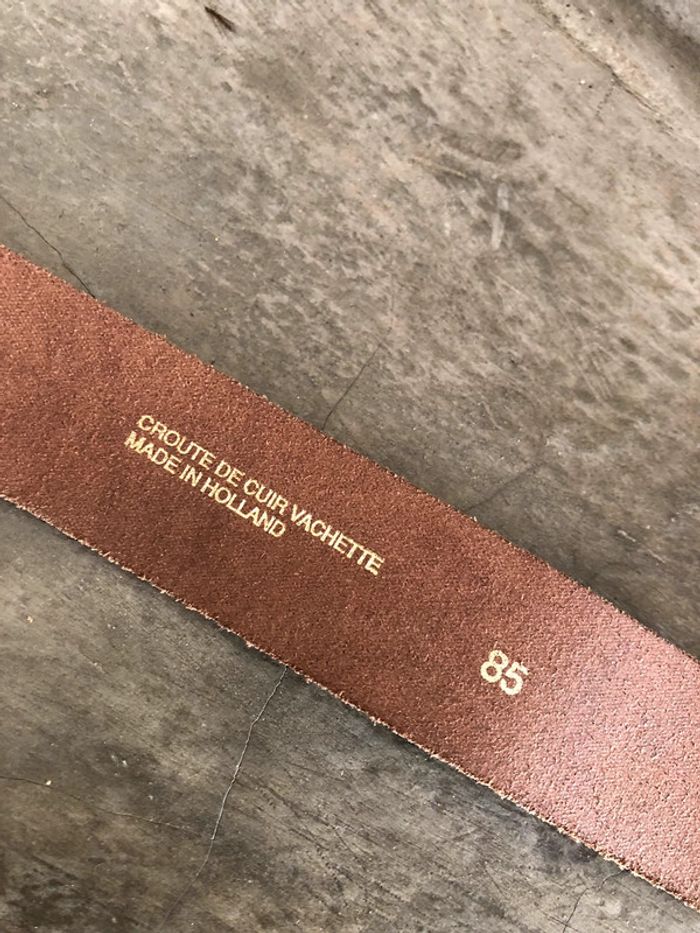 CROUTE DE CUIR VACHETTE
MADE IN HOLLAND
85